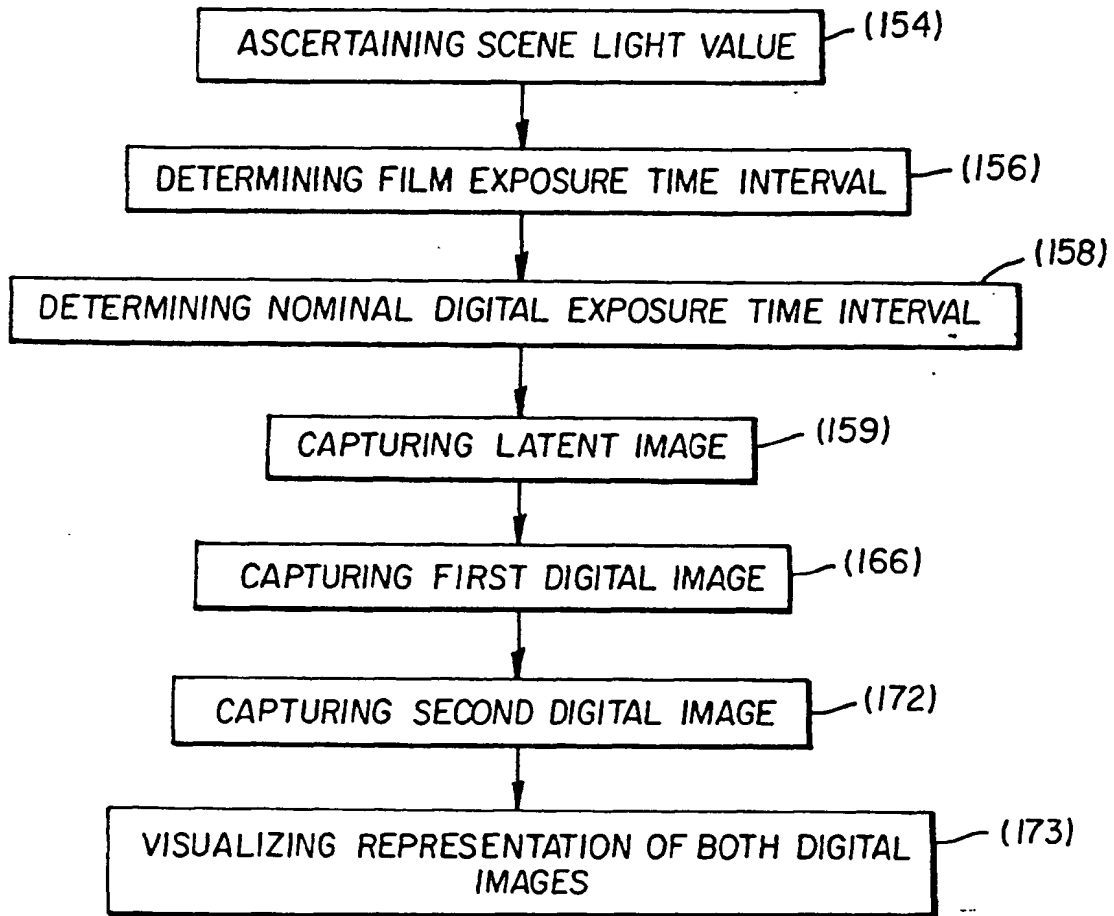 ASCERTAINING SCENE LIGHT VALUE (154)
DETERMINING FILM EXPOSURE TIME INTERVAL (156)
(158)
DETERMINING NOMINAL DIGITAL EXPOSURE TIME INTERVAL
CAPTURING LATENT IMAGE (159)
CAPTURING FIRST DIGITAL IMAGE (166)
CAPTURING SECOND DIGITAL IMAGE (172)
VISUALIZING REPRESENTATION OF BOTH DIGITAL (173)
IMAGES